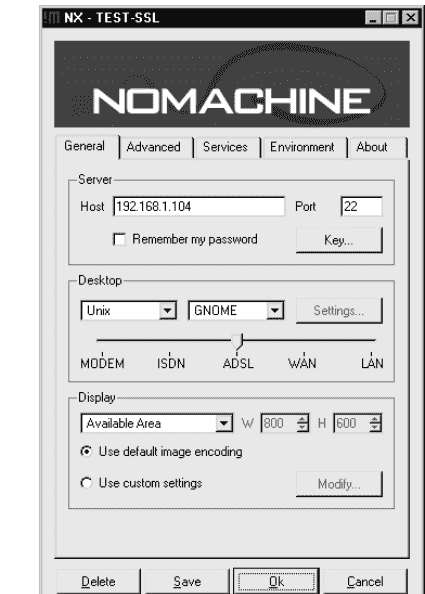 NX - TEST-SSL
NOMACHINE
General Advanced Services Environment About
Server
Host 192.168.1.104 Port 22
Remember my password Key...
Desktop
Unix GNOME Settings...
MODEM ISDN ADSL WAN LAN
Display
Available Area W 800 H 600
Use default image encoding
Use custom settings Modify...
Delete Save Ok Cancel